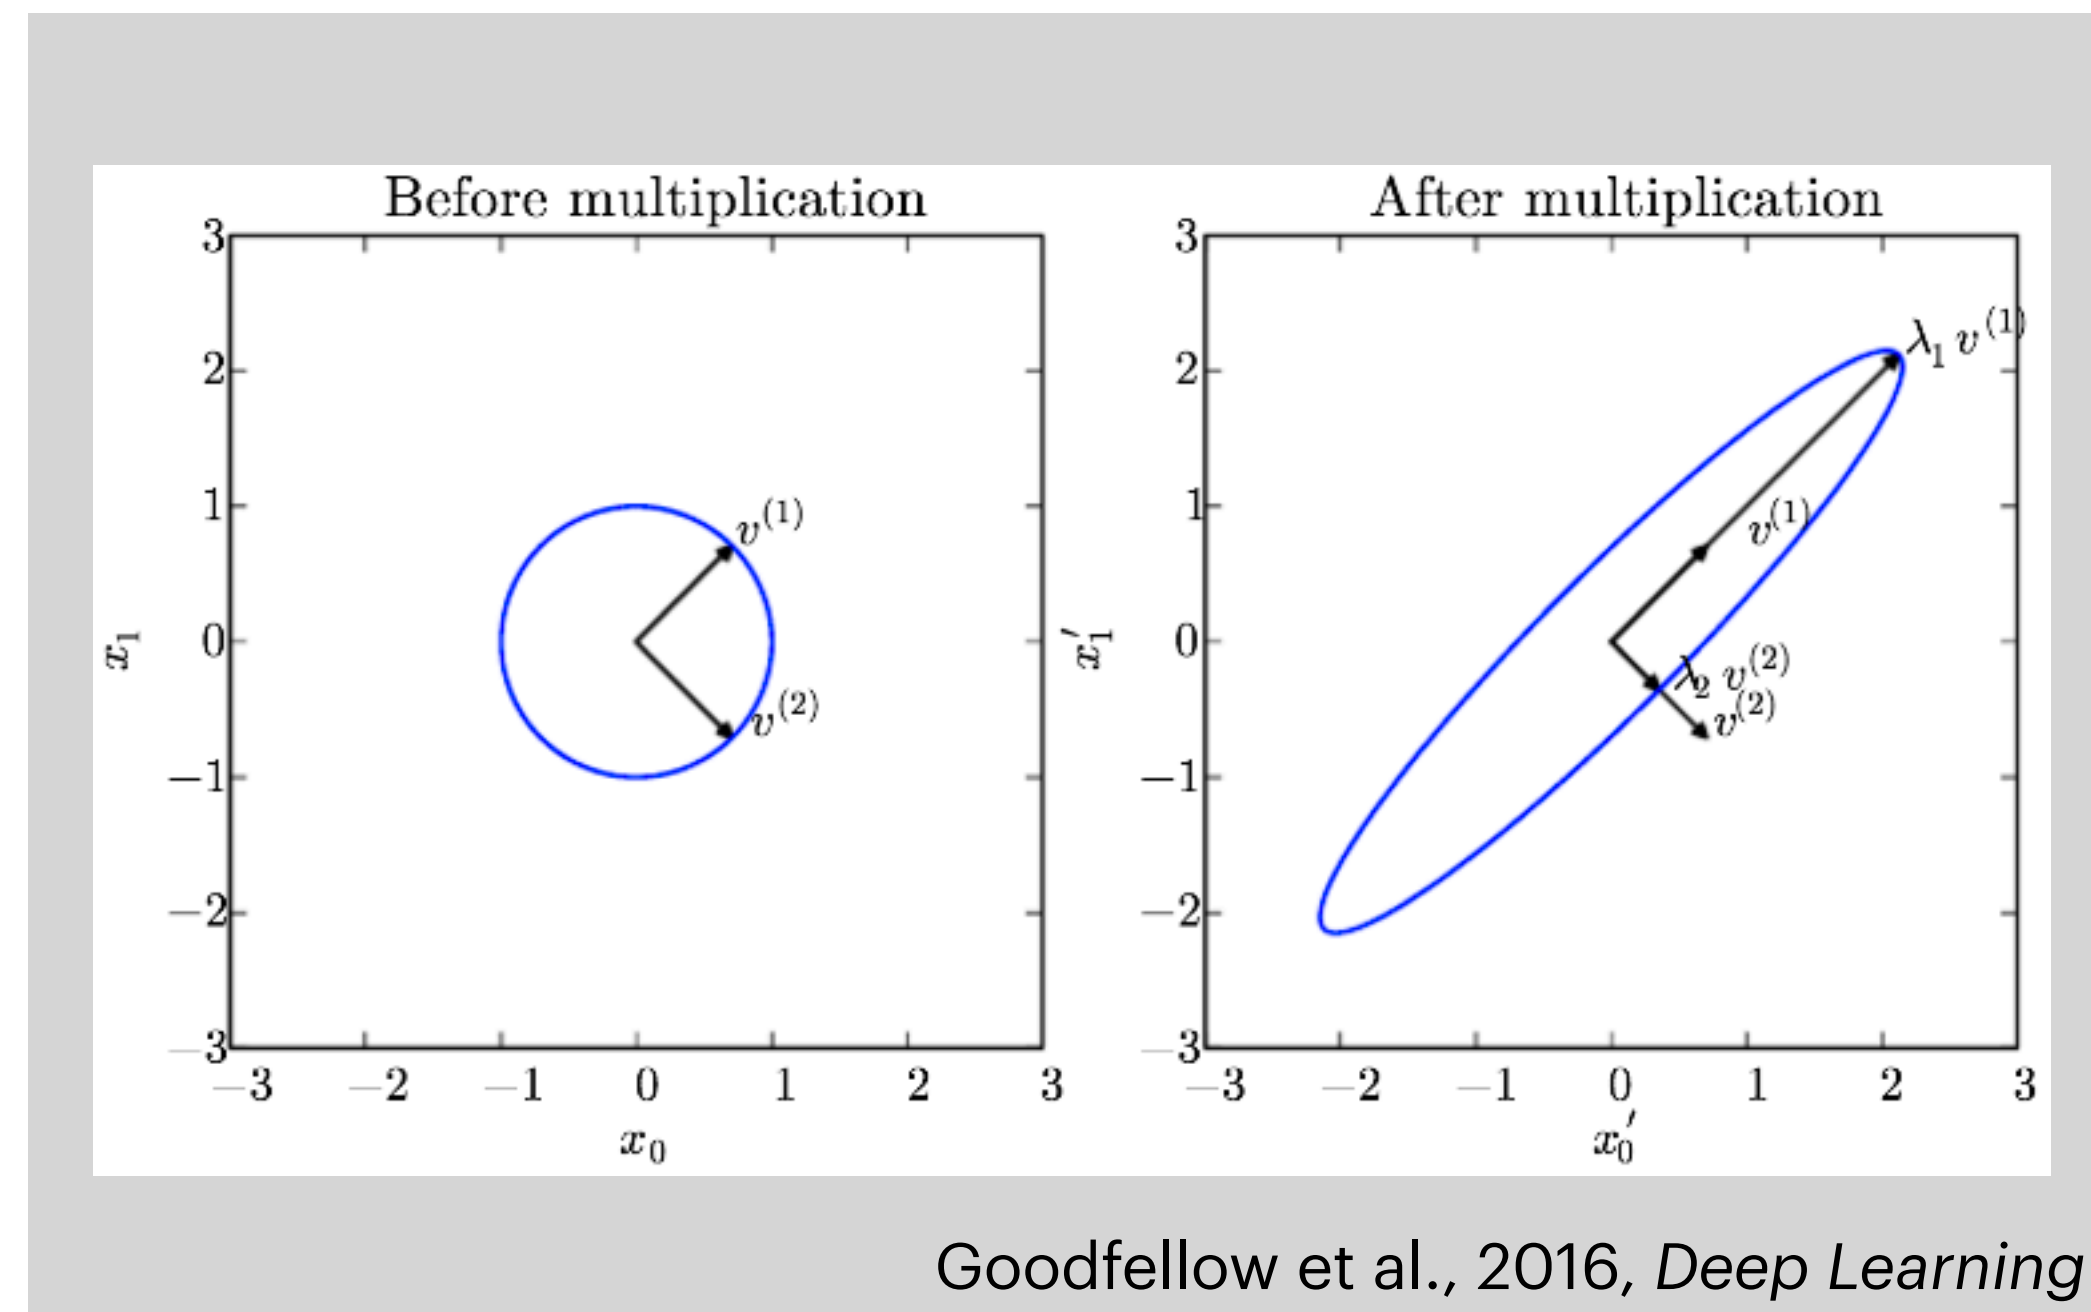 Before multiplication
3
2
1
0
−1
−2
−3
−3 −2 −1 0 1 2 3
x₀
x₁
v⁽¹⁾
v⁽²⁾
After multiplication
3
2
1
0
−1
−2
−3
−3 −2 −1 0 1 2 3
x₀′
x₁′
λ₁ v⁽¹⁾
v⁽¹⁾
λ₂ v⁽²⁾
v⁽²⁾
Goodfellow et al., 2016, Deep Learning